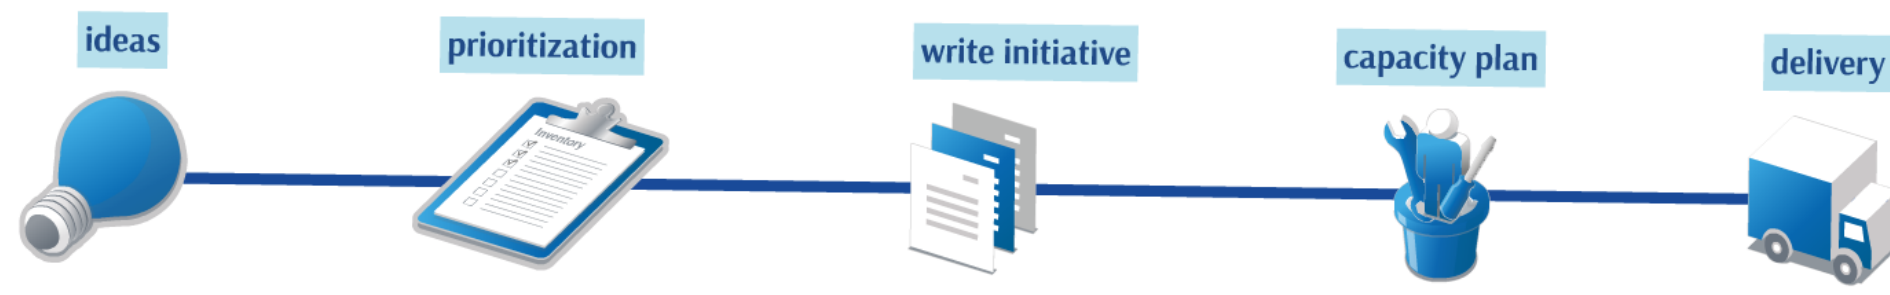 ideas
prioritization
write initiative
capacity plan
delivery
Inventory